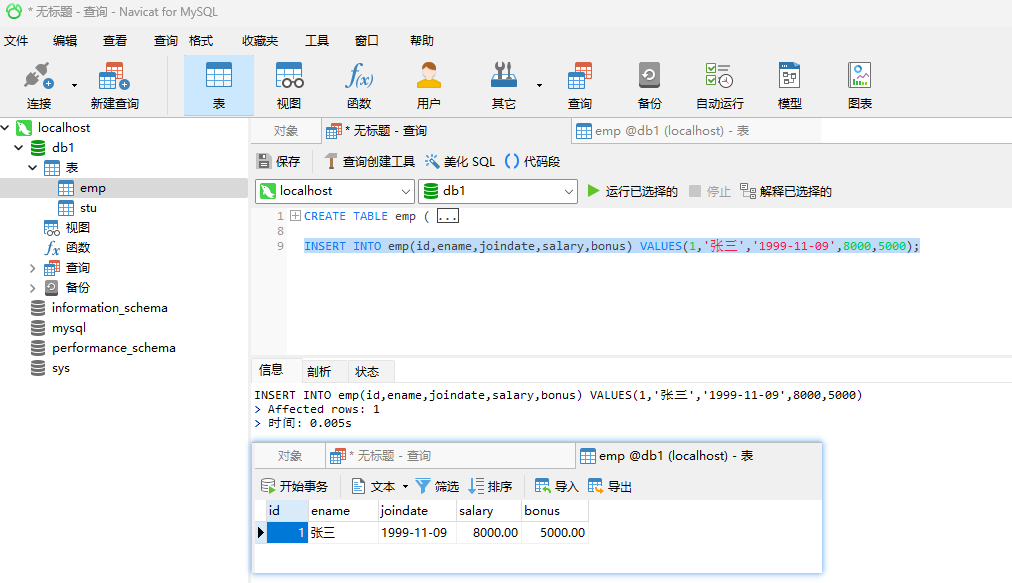 * 无标题 - 查询 - Navicat for MySQL
文件 编辑 查看 查询 格式 收藏夹 工具 窗口 帮助
连接 新建查询 表 视图 函数 用户 其它 查询 备份 自动运行 模型 图表
localhost
db1
表
emp
stu
视图
函数
查询
备份
information_schema
mysql
performance_schema
sys
对象 * 无标题 - 查询 emp @db1 (localhost) - 表
保存 查询创建工具 美化 SQL () 代码段
localhost db1 运行已选择的 停止 解释已选择的
1 CREATE TABLE emp ( ...
8
9 INSERT INTO emp(id,ename,joindate,salary,bonus) VALUES(1,'张三','1999-11-09',8000,5000);
信息 剖析 状态
INSERT INTO emp(id,ename,joindate,salary,bonus) VALUES(1,'张三','1999-11-09',8000,5000)
> Affected rows: 1
> 时间: 0.005s
对象 * 无标题 - 查询 emp @db1 (localhost) - 表
开始事务 文本 筛选 排序 导入 导出
id ename joindate salary bonus
1 张三 1999-11-09 8000.00 5000.00